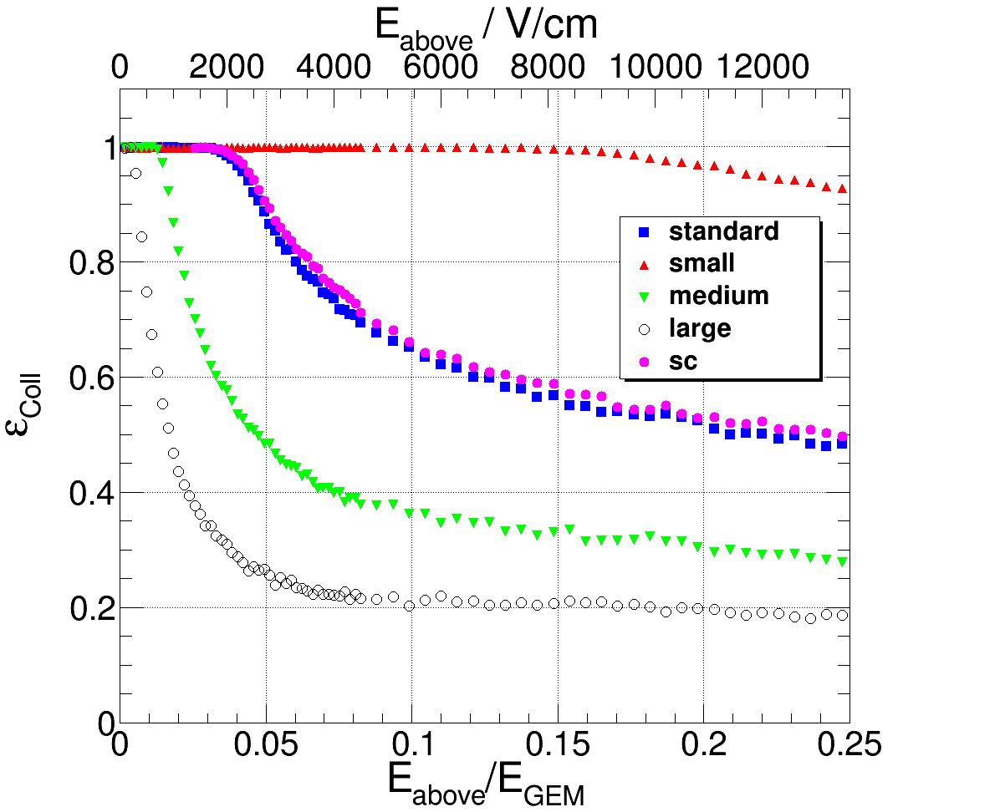 E_above / V/cm
0 2000 4000 6000 8000 10000 12000
1
0.8
0.6
0.4
0.2
0
ε_Coll
standard
small
medium
large
sc
0 0.05 0.1 0.15 0.2 0.25
E_above/E_GEM